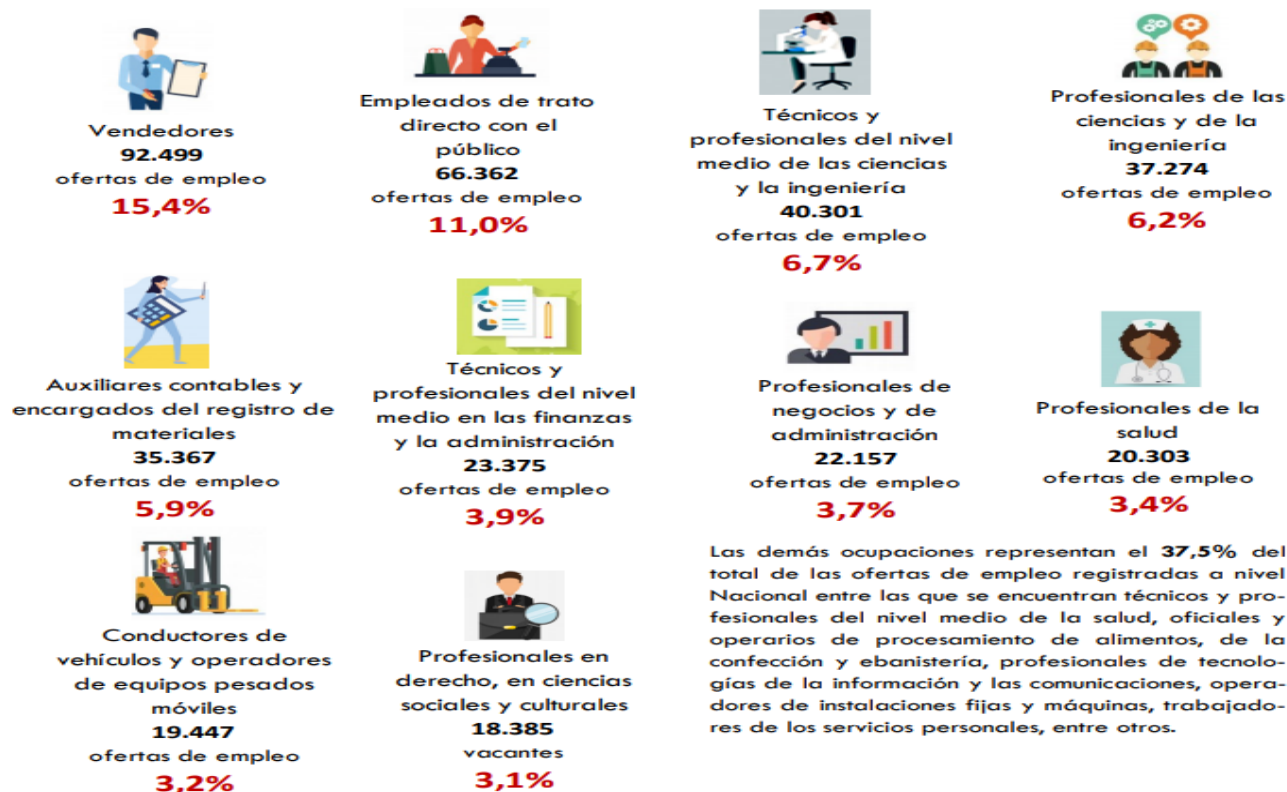 Vendedores
92.499
ofertas de empleo
15,4%
Empleados de trato
directo con el
público
66.362
ofertas de empleo
11,0%
Técnicos y
profesionales del nivel
medio de las ciencias
y la ingeniería
40.301
ofertas de empleo
6,7%
Profesionales de las
ciencias y de la
ingeniería
37.274
ofertas de empleo
6,2%
Auxiliares contables y
encargados del registro de
materiales
35.367
ofertas de empleo
5,9%
Técnicos y
profesionales del nivel
medio en las finanzas
y la administración
23.375
ofertas de empleo
3,9%
Profesionales de
negocios y de
administración
22.157
ofertas de empleo
3,7%
Profesionales de la
salud
20.303
ofertas de empleo
3,4%
Conductores de
vehículos y operadores
de equipos pesados
móviles
19.447
ofertas de empleo
3,2%
Profesionales en
derecho, en ciencias
sociales y culturales
18.385
vacantes
3,1%
Las demás ocupaciones representan el 37,5% del
total de las ofertas de empleo registradas a nivel
Nacional entre las que se encuentran técnicos y pro-
fesionales del nivel medio de la salud, oficiales y
operarios de procesamiento de alimentos, de la
confección y ebanistería, profesionales de tecnolo-
gías de la información y las comunicaciones, opera-
dores de instalaciones fijas y máquinas, trabajado-
res de los servicios personales, entre otros.